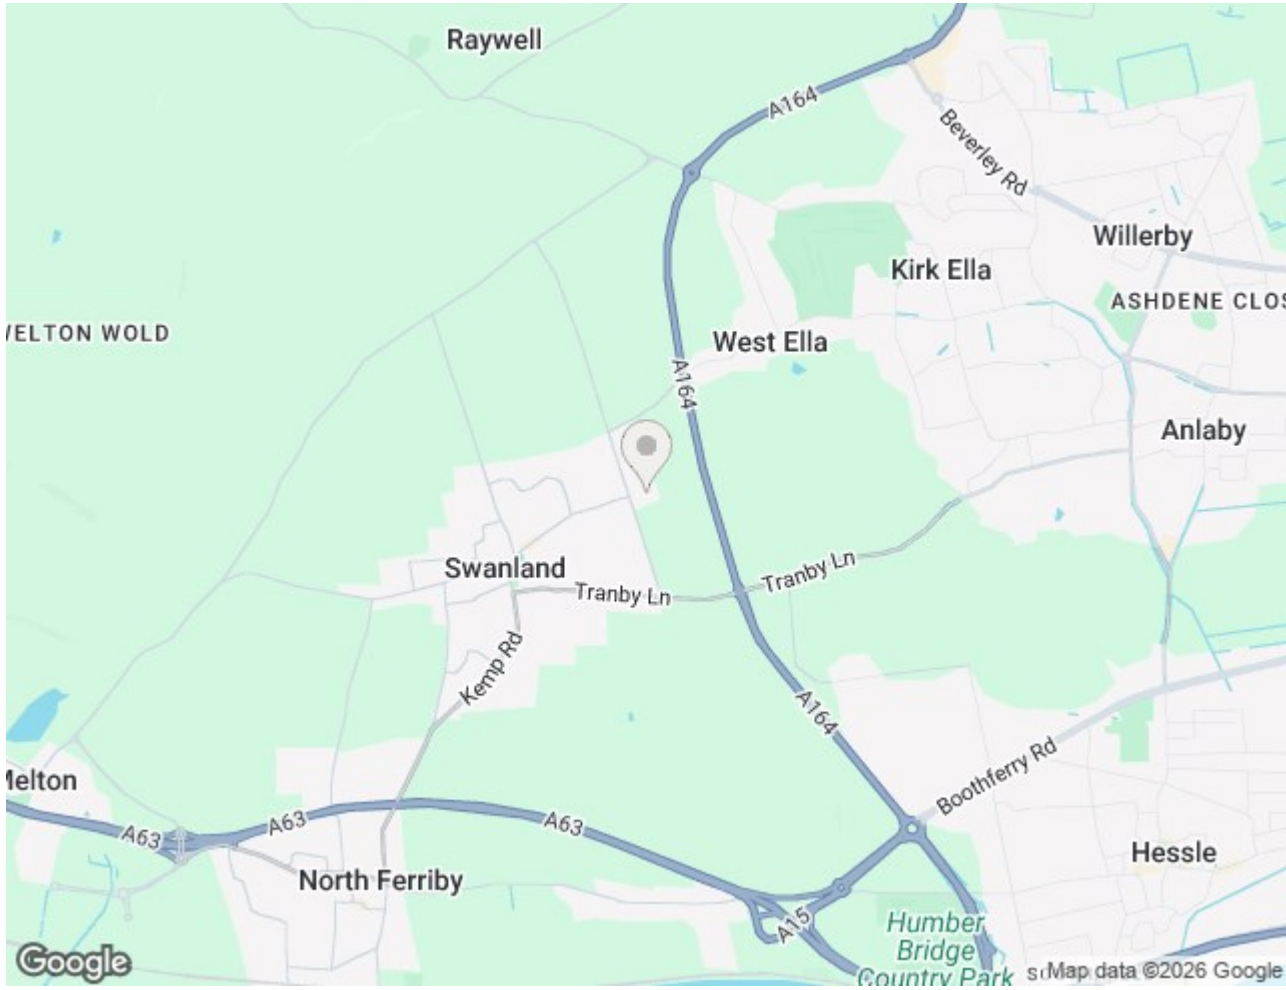 Raywell
A164
Beverley Rd
Willerby
Kirk Ella
ASHDENE CLOS
WELTON WOLD
West Ella
A164
Anlaby
Swanland
Tranby Ln
Tranby Ln
Kemp Rd
A164
Melton
Boothferry Rd
A63
A63
A63
Hessle
North Ferriby
A15
Humber
Bridge
Country Park
Google
Map data ©2026 Google